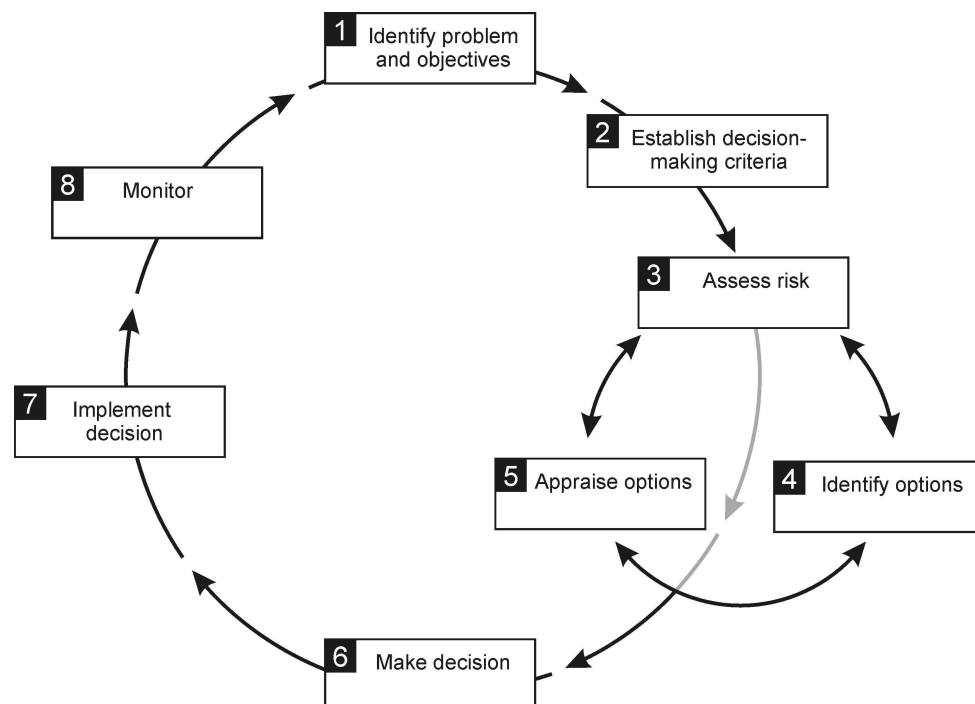 1
Identify problem
and objectives
2
Establish decision-
making criteria
3
Assess risk
4
Identify options
5
Appraise options
6
Make decision
7
Implement
decision
8
Monitor